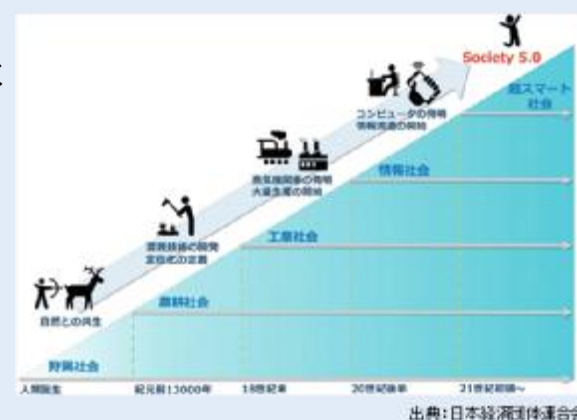 Society 5.0
超スマート
社会
コンピュータの発明
情報流通の開始
情報社会
蒸気機関車の発明
大量生産の開始
工業社会
灌漑技術の開発
定住化の定着
農耕社会
自然との共生
狩猟社会
人類誕生
紀元前13000年
18世紀末
20世紀後半
21世紀初頭~
出典:日本経済団体連合会